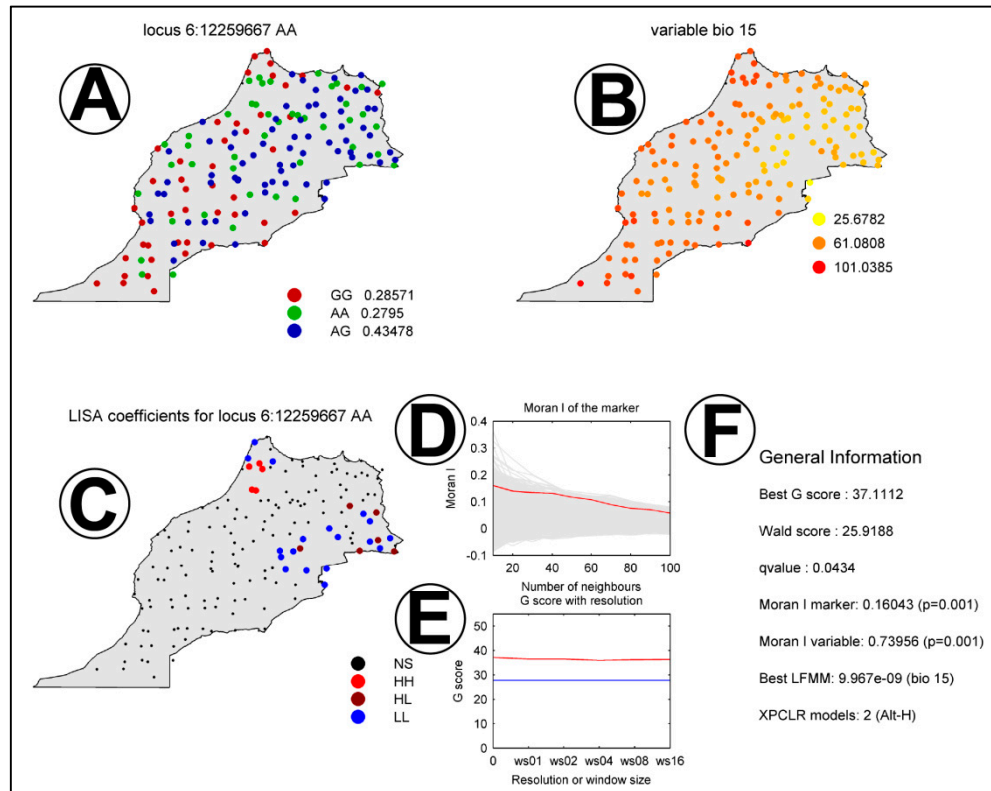 locus 6:12259667 AA
A
GG 0.28571
AA 0.2795
AG 0.43478
variable bio 15
B
25.6782
61.0808
101.0385
LISA coefficients for locus 6:12259667 AA
C
NS
HH
HL
LL
D
Moran I of the marker
Moran I
0.4
0.3
0.2
0.1
0
-0.1
20 40 60 80 100
Number of neighbours
E
G score with resolution
G score
50
40
30
20
10
0
0 ws01 ws02 ws04 ws08 ws16
Resolution or window size
F
General Information
Best G score : 37.1112
Wald score : 25.9188
qvalue : 0.0434
Moran I marker: 0.16043 (p=0.001)
Moran I variable: 0.73956 (p=0.001)
Best LFMM: 9.967e-09 (bio 15)
XPCLR models: 2 (Alt-H)